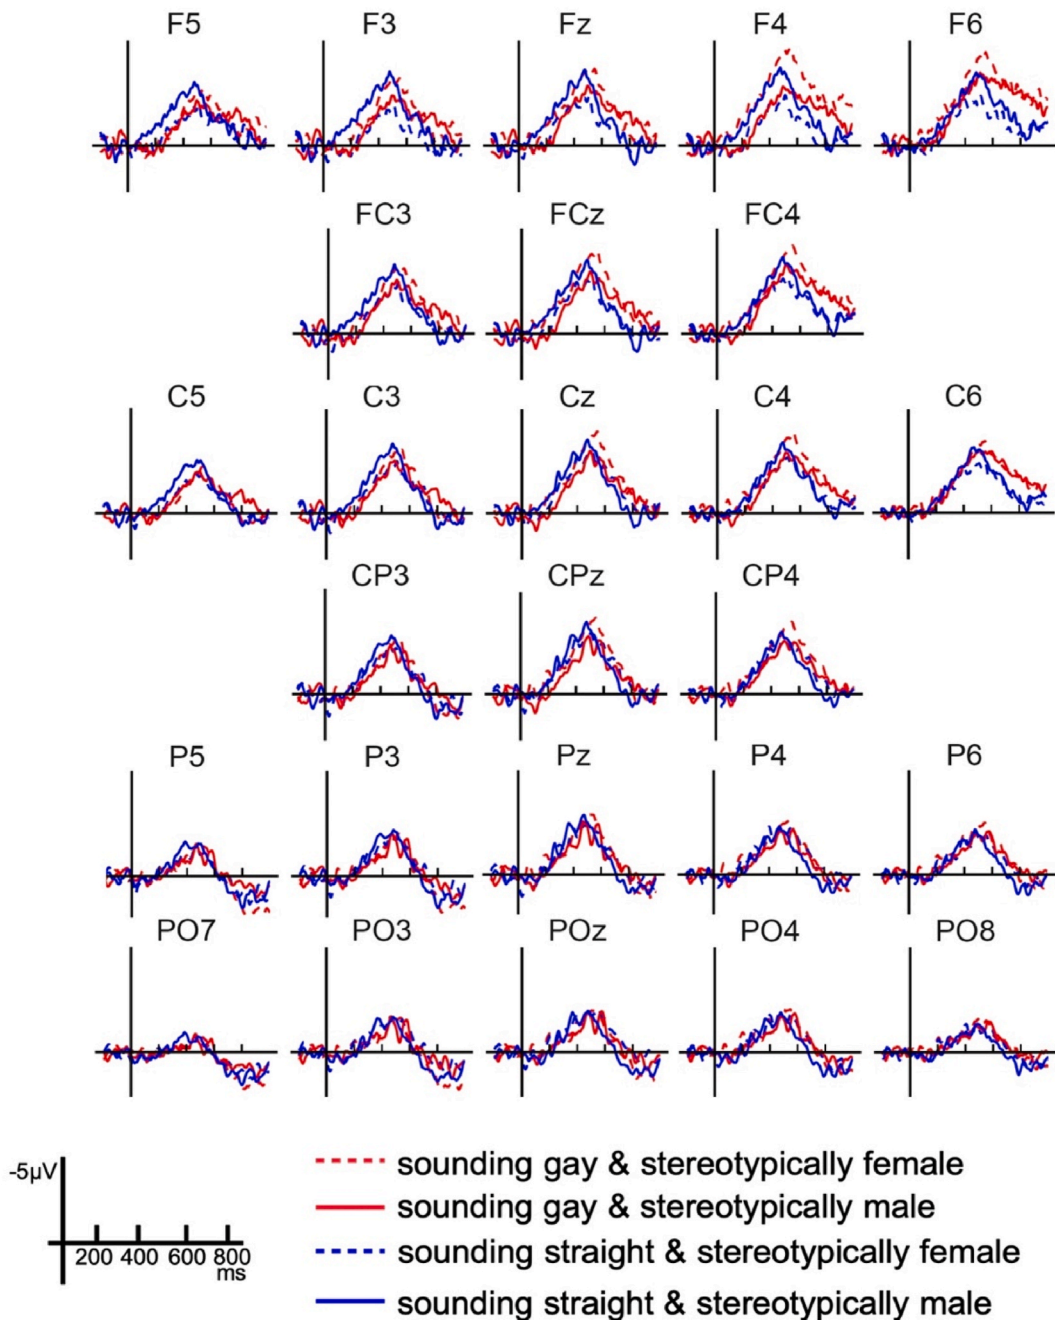 F5 F3 Fz F4 F6
FC3 FCz FC4
C5 C3 Cz C4 C6
CP3 CPz CP4
P5 P3 Pz P4 P6
PO7 PO3 POz PO4 PO8
-5µV
200 400 600 800
ms
sounding gay & stereotypically female
sounding gay & stereotypically male
sounding straight & stereotypically female
sounding straight & stereotypically male